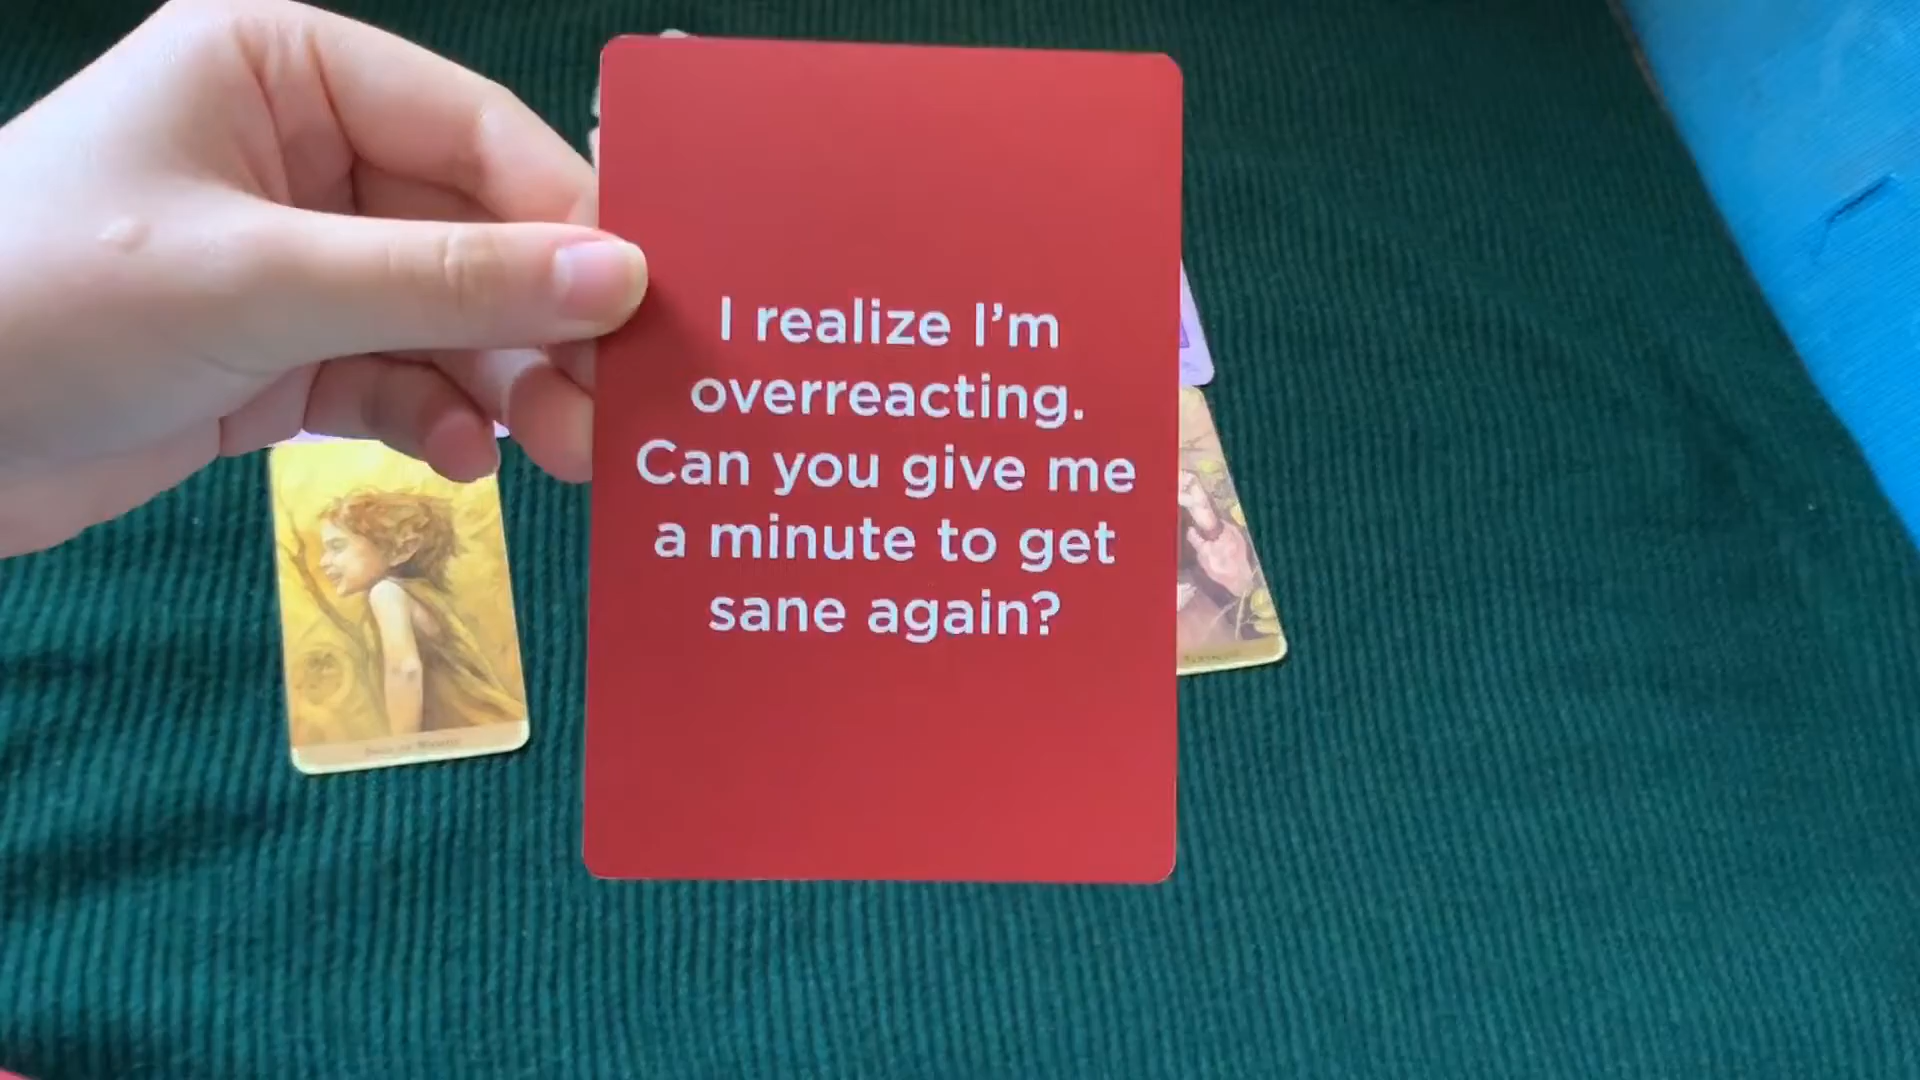 I realize I'm
overreacting.
Can you give me
a minute to get
sane again?